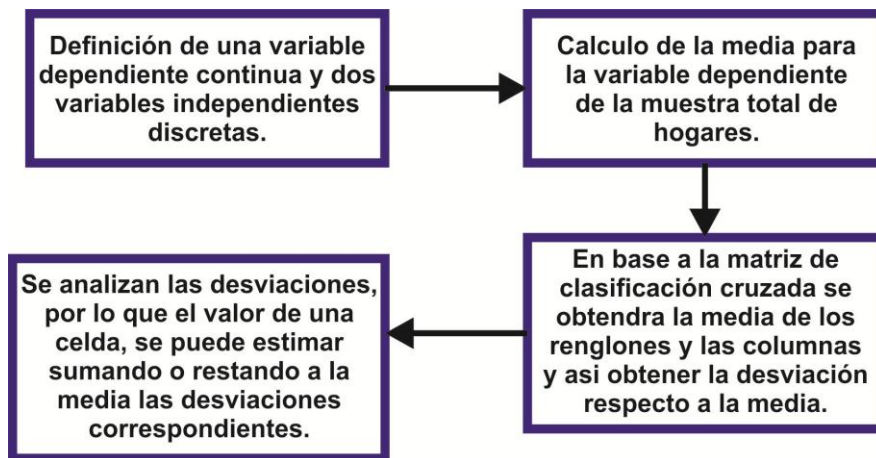 Definición de una variable
dependiente continua y dos
variables independientes
discretas.
Calculo de la media para
la variable dependiente
de la muestra total de
hogares.
En base a la matriz de
clasificación cruzada se
obtendra la media de los
renglones y las columnas
y asi obtener la desviación
respecto a la media.
Se analizan las desviaciones,
por lo que el valor de una
celda, se puede estimar
sumando o restando a la
media las desviaciones
correspondientes.